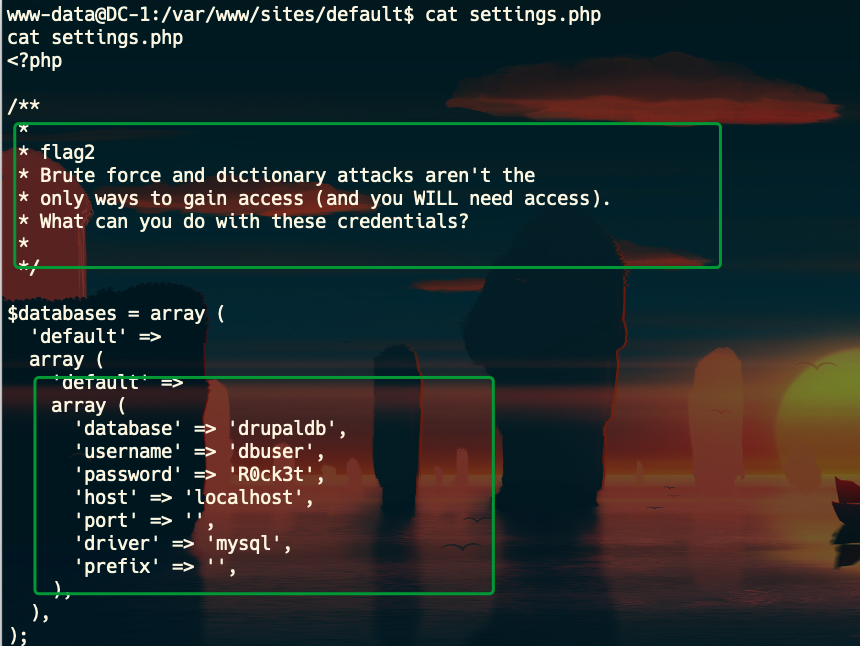 www-data@DC-1:/var/www/sites/default$ cat settings.php
cat settings.php
<?php
/**
 *
 * flag2
 * Brute force and dictionary attacks aren't the
 * only ways to gain access (and you WILL need access).
 * What can you do with these credentials?
 *
 */
$databases = array (
  'default' =>
  array (
    'default' =>
    array (
      'database' => 'drupaldb',
      'username' => 'dbuser',
      'password' => 'R0ck3t',
      'host' => 'localhost',
      'port' => '',
      'driver' => 'mysql',
      'prefix' => '',
    ),
  ),
);